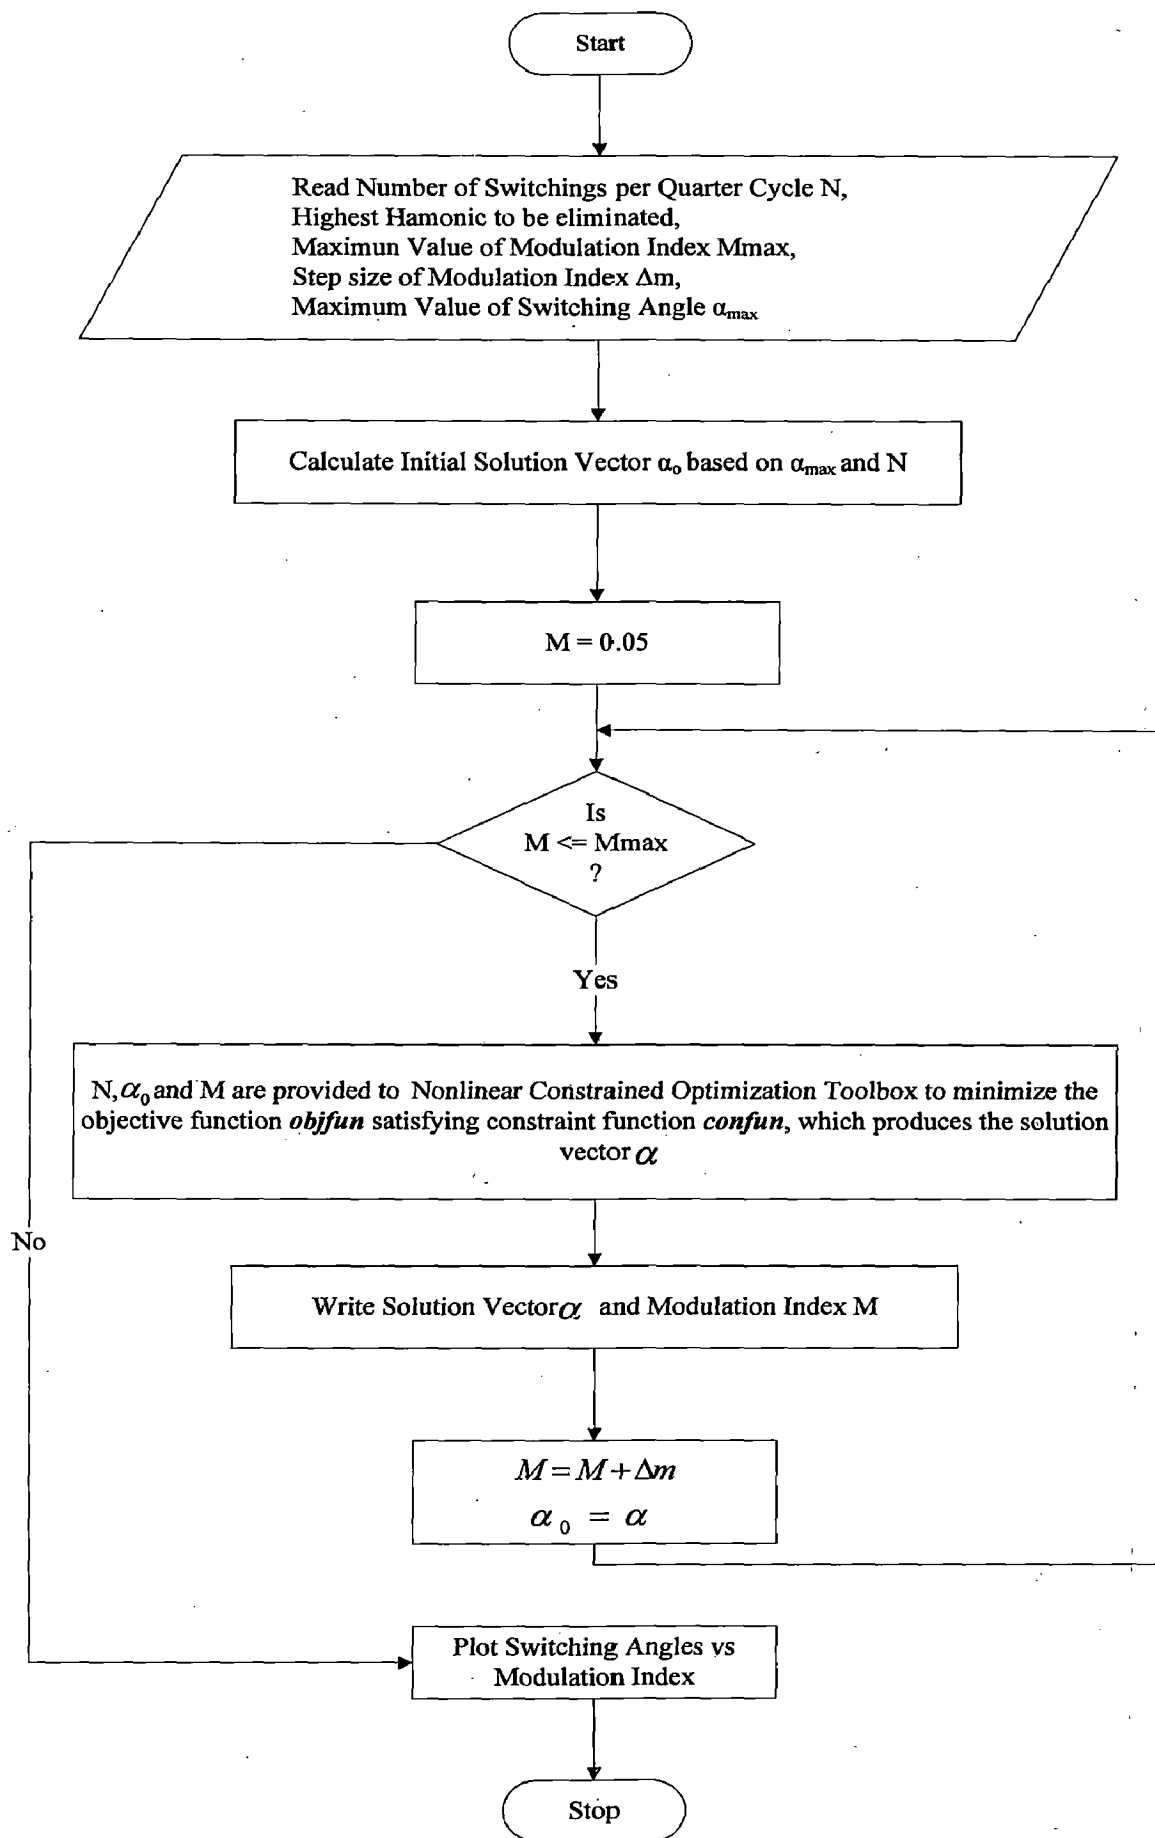 Start
Read Number of Switchings per Quarter Cycle N,
Highest Hamonic to be eliminated,
Maximun Value of Modulation Index Mmax,
Step size of Modulation Index Δm,
Maximum Value of Switching Angle αmax
Calculate Initial Solution Vector αo based on αmax and N
M = 0.05
Is
M <= Mmax
?
Yes
N, α0 and M are provided to Nonlinear Constrained Optimization Toolbox to minimize the
objective function objfun satisfying constraint function confun, which produces the solution
vector α
No
Write Solution Vector α and Modulation Index M
M = M + Δm
α0 = α
Plot Switching Angles vs
Modulation Index
Stop